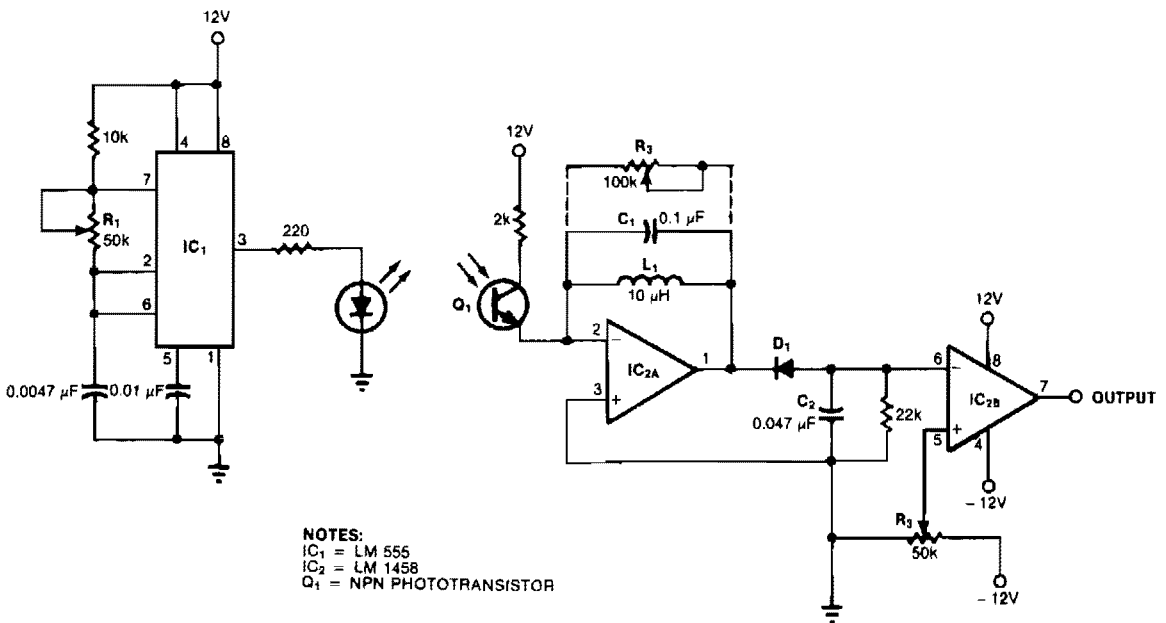 12V
10k
4
8
7
R1
50k
IC1
3
220
2
6
5
1
0.0047 µF
0.01 µF
12V
2k
Q1
R3
100k
C1
0.1 µF
L1
10 µH
2
−
IC2A
1
3
+
D1
C2
0.047 µF
22k
12V
6
−
8
IC2B
7
OUTPUT
5
+
4
− 12V
R3
50k
− 12V
NOTES:
IC1 = LM 555
IC2 = LM 1458
Q1 = NPN PHOTOTRANSISTOR